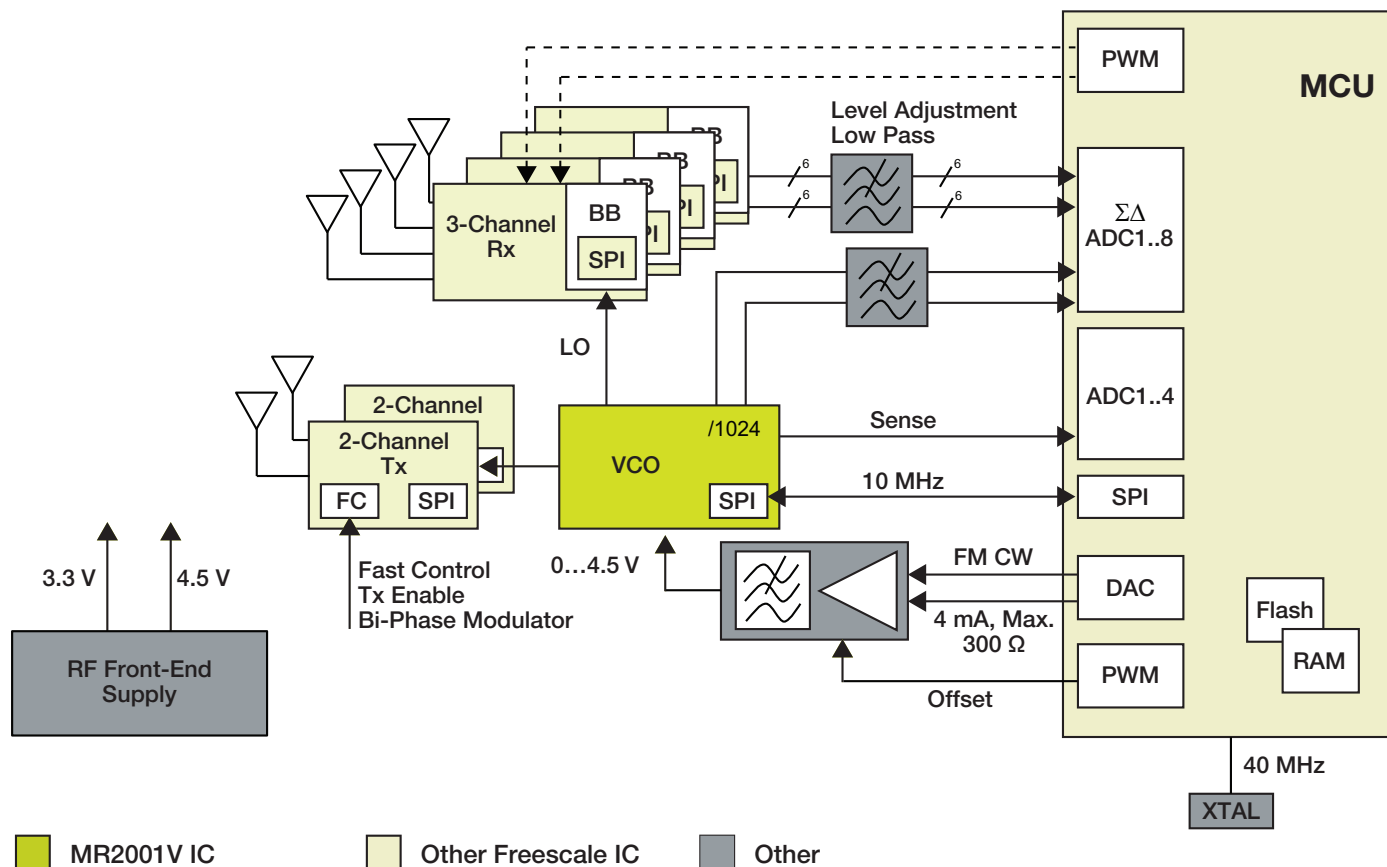 PWM
MCU
Level Adjustment
Low Pass
BB
BB
BB
6
6
6
6
PI
PI
PI
3-Channel
Rx
BB
SPI
ΣΔ
ADC1..8
LO
2-Channel
2-Channel
Tx
FC
SPI
/1024
VCO
SPI
Sense
ADC1..4
10 MHz
SPI
3.3 V
4.5 V
Fast Control
Tx Enable
Bi-Phase Modulator
0…4.5 V
FM CW
4 mA, Max.
300 Ω
DAC
Flash
RAM
RF Front-End
Supply
Offset
PWM
40 MHz
XTAL
MR2001V IC
Other Freescale IC
Other